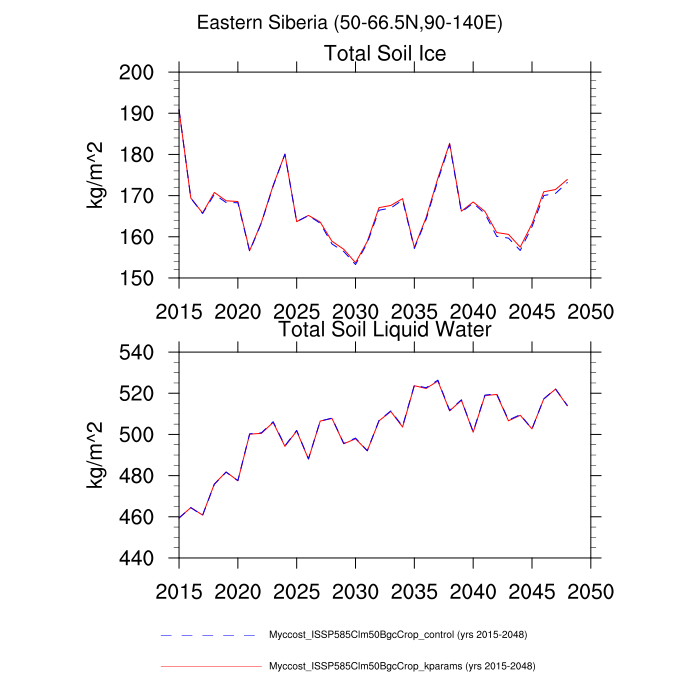 Eastern Siberia (50-66.5N,90-140E)
Total Soil Ice
200
190
180
170
160
150
kg/m^2
2015 2020 2025 2030 2035 2040 2045 2050
Total Soil Liquid Water
540
520
500
480
460
440
kg/m^2
2015 2020 2025 2030 2035 2040 2045 2050
Myccost_ISSP585Clm50BgcCrop_control (yrs 2015-2048)
Myccost_ISSP585Clm50BgcCrop_kparams (yrs 2015-2048)